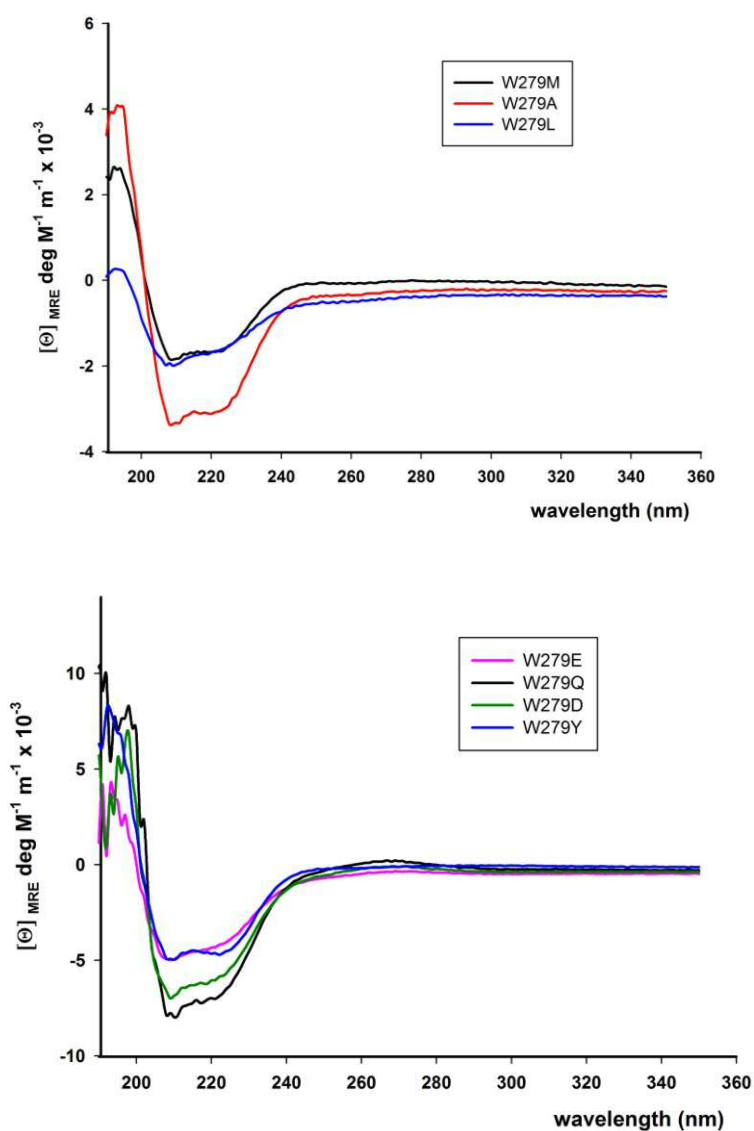 6
4
2
0
-2
-4
[Θ] MRE deg M⁻¹ m⁻¹ x 10⁻³
W279M
W279A
W279L
200 220 240 260 280 300 320 340 360
wavelength (nm)
10
5
0
-5
-10
[Θ] MRE deg M⁻¹ m⁻¹ x 10⁻³
W279E
W279Q
W279D
W279Y
200 220 240 260 280 300 320 340 360
wavelength (nm)